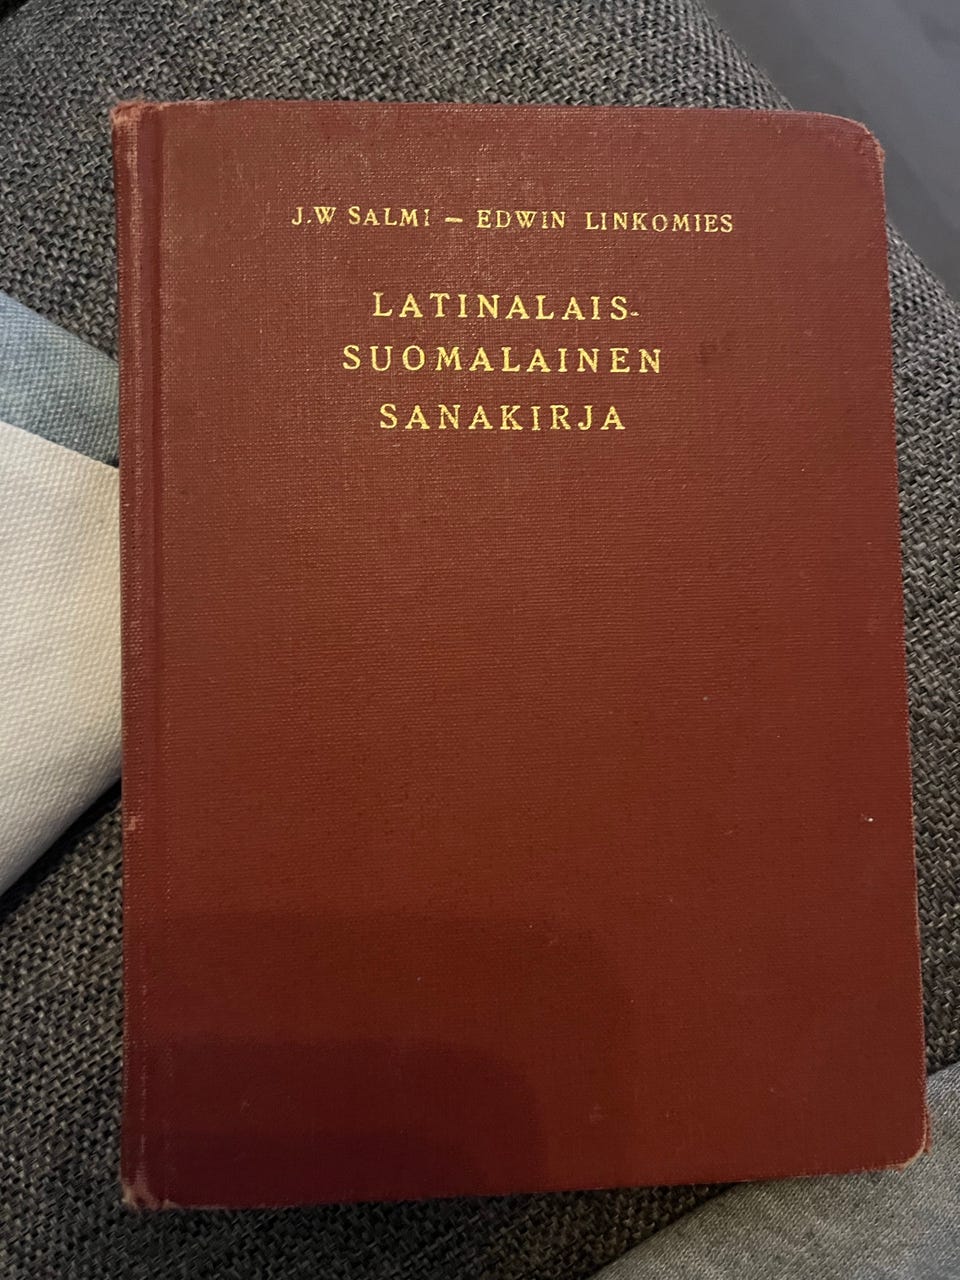 J.W SALMI – EDWIN LINKOMIES
LATINALAIS-
SUOMALAINEN
SANAKIRJA